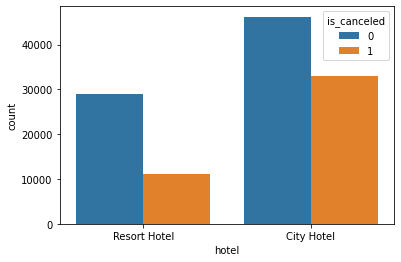 is_canceled
0
1
40000
30000
20000
10000
0
count
Resort Hotel
City Hotel
hotel